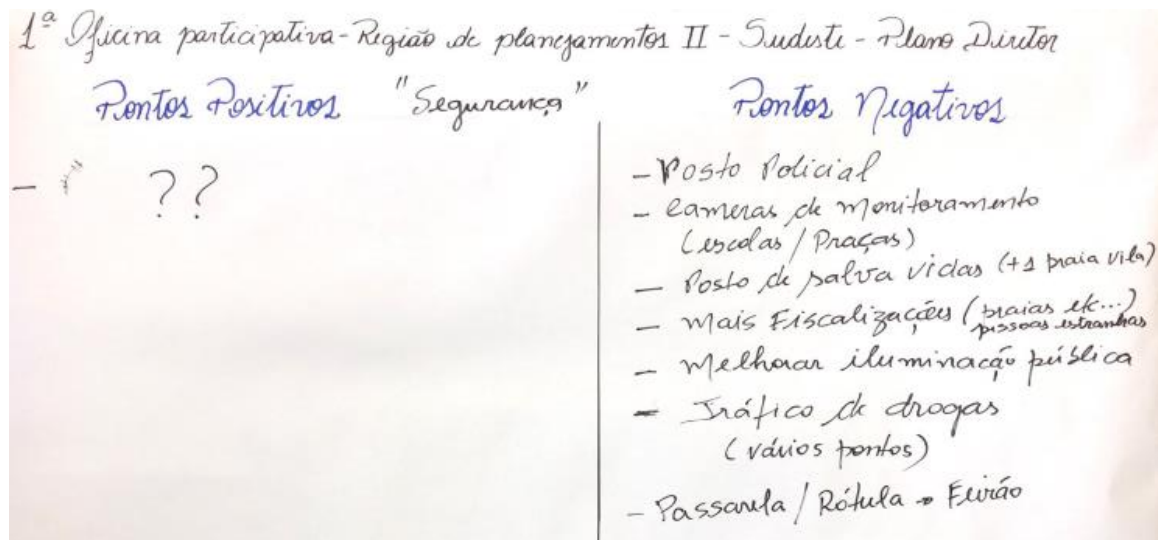 1ª Oficina participativa - Região de planejamentos II - Sudeste - Plano Diretor
Pontos Positivos "Segurança" Pontos Negativos
- ??
- Posto Policial
- Cameras de monitoramento
(escolas / Praças)
- Posto de salva vidas (+1 praia vila)
- Mais Fiscalizações (praias etc...)
pessoas estranhas
- Melhorar iluminação pública
- Tráfico de drogas
(vários pontos)
- Passarela / Rótula → Feirão